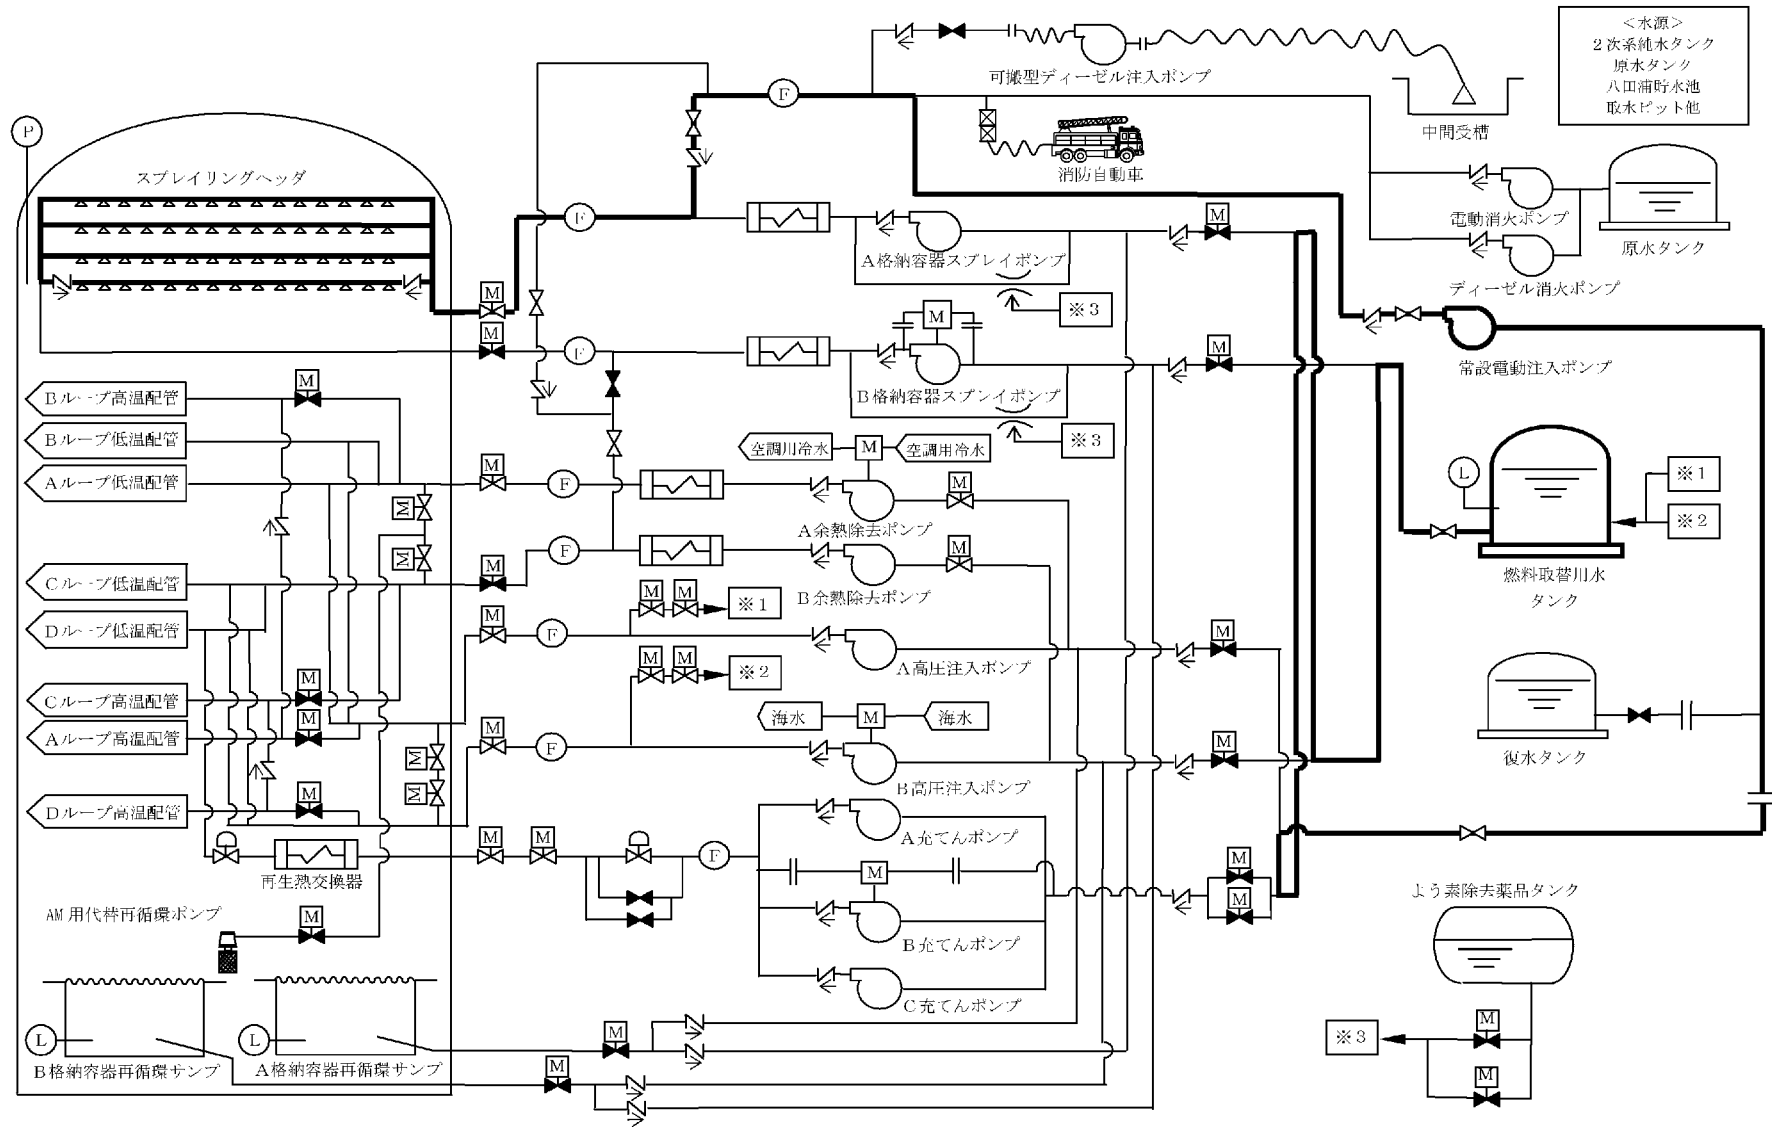 <水源>
2次系純水タンク
原水タンク
八田浦貯水池
取水ピット他
可搬型ディーゼル注入ポンプ
中間受槽
消防自動車
P
F
スプレイリングヘッダ
電動消火ポンプ
原水タンク
ディーゼル消火ポンプ
F
M
A格納容器スプレイポンプ
※3
M
M
F
M
M
B格納容器スプレイポンプ
※3
常設電動注入ポンプ
Bループ高温配管
M
Bループ低温配管
空調用冷水
M
空調用冷水
Aループ低温配管
M
F
M
M
A余熱除去ポンプ
L
※1
※2
燃料取替用水
タンク
M
Cループ低温配管
M
F
M
B余熱除去ポンプ
M
M
※1
Dループ低温配管
M
F
M
A高圧注入ポンプ
M
M
※2
Cループ高温配管
M
Aループ高温配管
M
海水
M
海水
M
F
M
M
B高圧注入ポンプ
復水タンク
Dループ高温配管
M
M
A充てんポンプ
M
M
F
M
再生熱交換器
M
M
B充てんポンプ
よう素除去薬品タンク
AM用代替再循環ポンプ
M
C充てんポンプ
L
L
M
M
※3
M
M
B格納容器再循環サンプ
A格納容器再循環サンプ